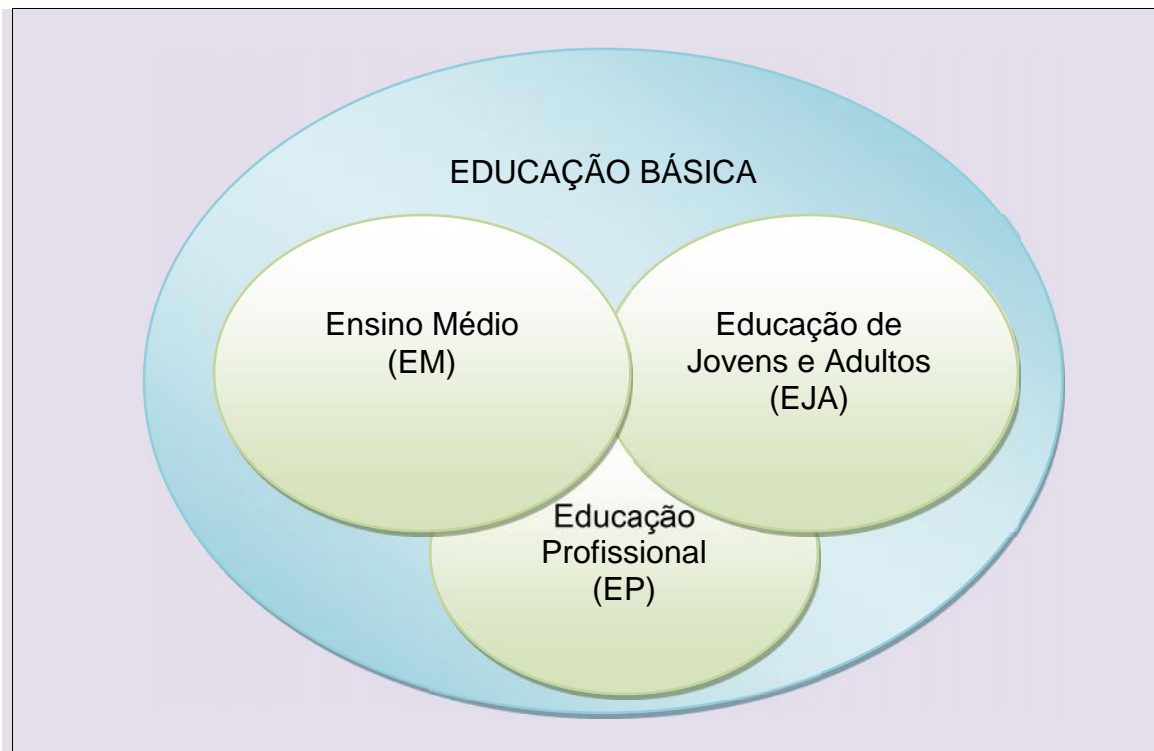 EDUCAÇÃO BÁSICA
Ensino Médio
(EM)
Educação de
Jovens e Adultos
(EJA)
Educação
Profissional
(EP)